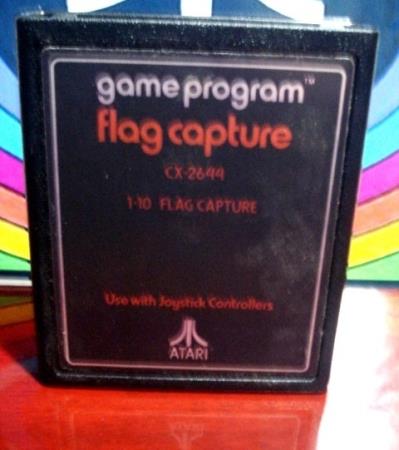 game program™
flag capture
CX-2644
1-10 FLAG CAPTURE
Use with Joystick Controllers
ATARI